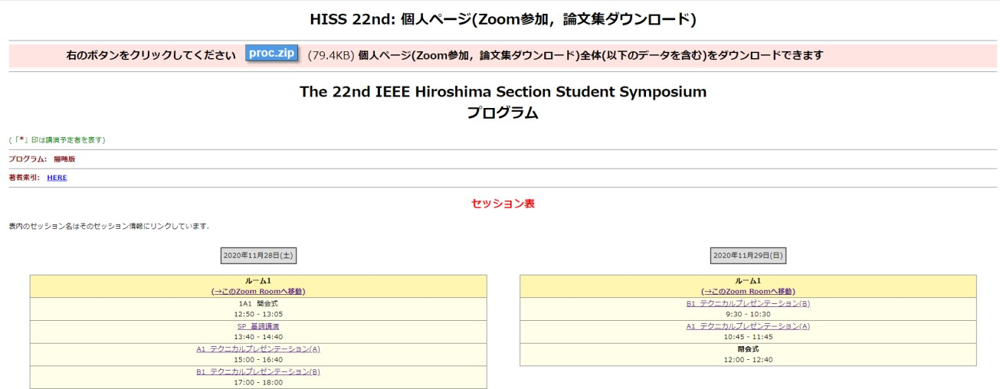 HISS 22nd: 個人ページ(Zoom参加，論文集ダウンロード)
右のボタンをクリックしてください proc.zip (79.4KB) 個人ページ(Zoom参加，論文集ダウンロード)全体(以下のデータを含む)をダウンロードできます
The 22nd IEEE Hiroshima Section Student Symposium
プログラム
(「*」印は講演予定者を表す)
プログラム: 簡略版
著者索引: HERE
セッション表
表内のセッション名はそのセッション情報にリンクしています．
2020年11月28日(土)
ルーム1
(→このZoom Roomへ移動)
1A1 開会式
12:50 - 13:05
SP 基調講演
13:40 - 14:40
A1 テクニカルプレゼンテーション(A)
15:00 - 16:40
B1 テクニカルプレゼンテーション(B)
17:00 - 18:00
2020年11月29日(日)
ルーム1
(→このZoom Roomへ移動)
B1 テクニカルプレゼンテーション(B)
9:30 - 10:30
A1 テクニカルプレゼンテーション(A)
10:45 - 11:45
閉会式
12:00 - 12:40